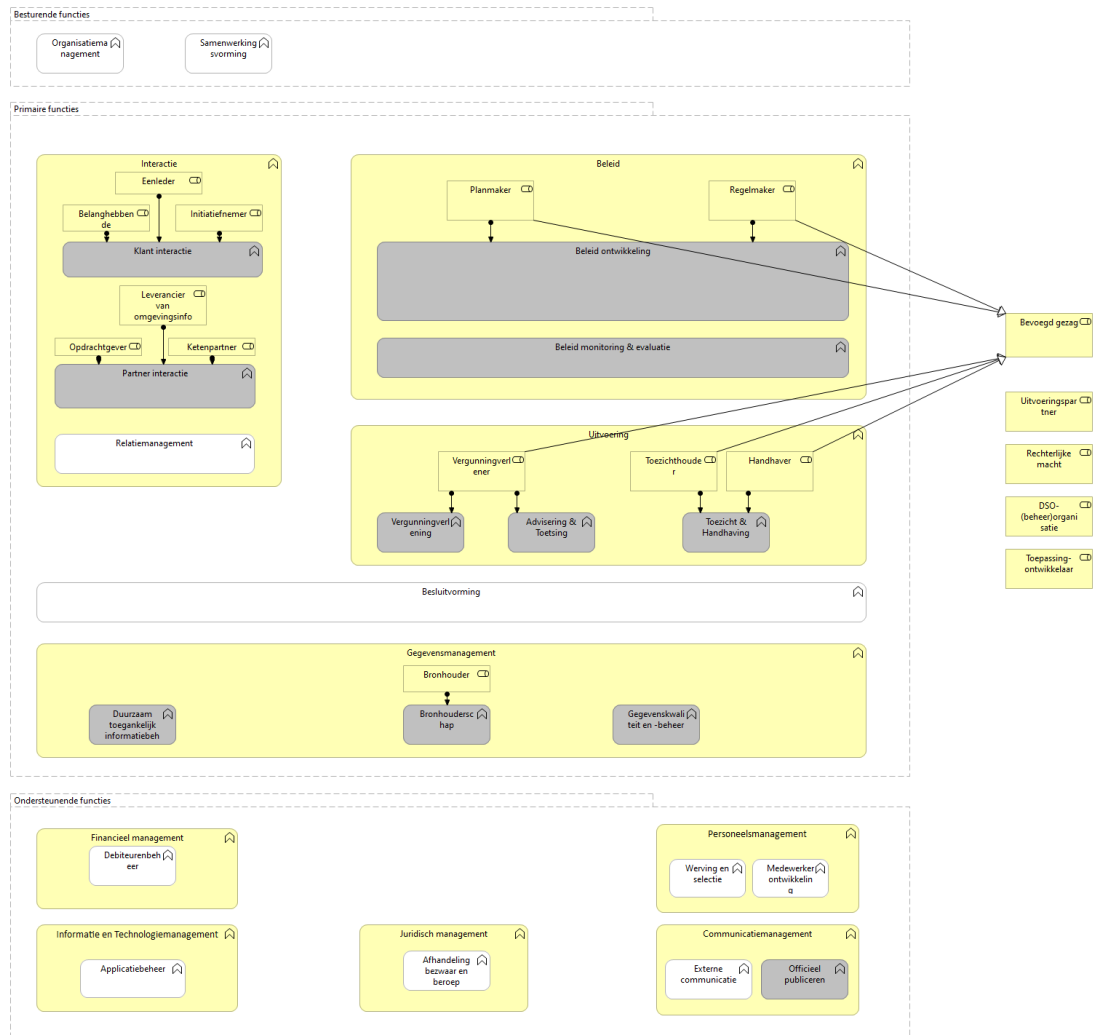 Besturende functies
Organisatiema
nagement
Samenwerking
svorming
Primaire functies
Interactie
Eenleder
Belanghebben
de
Initiatiefnemer
Klant interactie
Leverancier
van
omgevingsinfo
Opdrachtgever
Ketenpartner
Partner interactie
Relatiemanagement
Beleid
Planmaker
Regelmaker
Beleid ontwikkeling
Beleid monitoring & evaluatie
Uitvoering
Vergunningverl
ener
Toezichthoude
r
Handhaver
Vergunningverl
ening
Advisering &
Toetsing
Toezicht &
Handhaving
Bevoegd gezag
Uitvoeringspar
tner
Rechterlijke
macht
DSO-
(beheer)organi
satie
Toepassing-
ontwikkelaar
Besluitvorming
Gegevensmanagement
Bronhouder
Duurzaam
toegankelijk
informatiebeh
Bronhoudersc
hap
Gegevenskwali
teit en -beheer
Ondersteunende functies
Financieel management
Debiteurenbeh
eer
Personeelsmanagement
Werving en
selectie
Medewerker
ontwikkelin
g
Informatie en Technologiemanagement
Applicatiebeheer
Juridisch management
Afhandeling
bezwaar en
beroep
Communicatiemanagement
Externe
communicatie
Officieel
publiceren